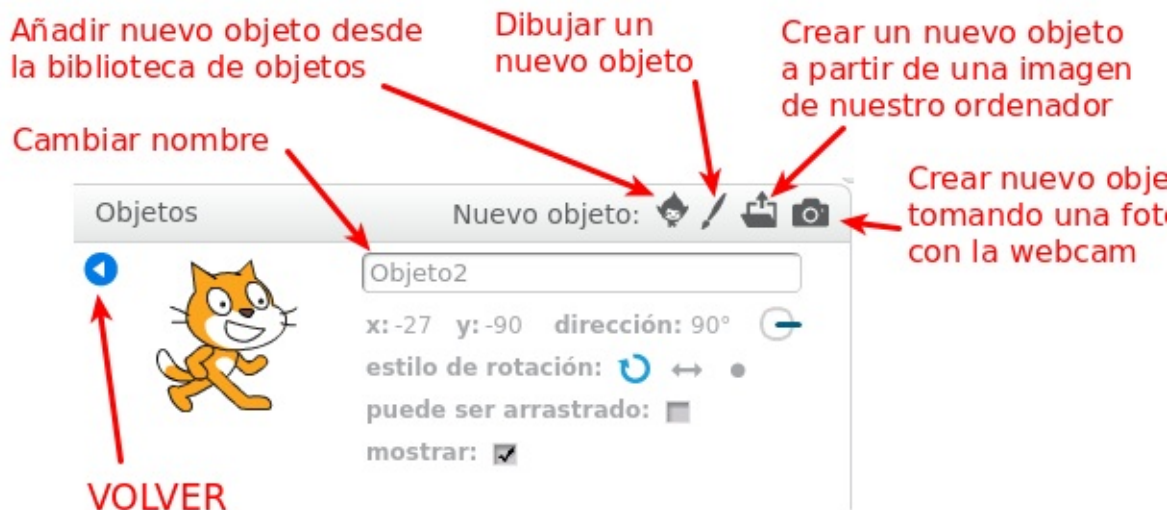 Añadir nuevo objeto desde
la biblioteca de objetos
Dibujar un
nuevo objeto
Crear un nuevo objeto
a partir de una imagen
de nuestro ordenador
Cambiar nombre
Crear nuevo obje
tomando una foto
con la webcam
Objetos
Nuevo objeto:
Objeto2
x: -27 y: -90 dirección: 90°
estilo de rotación:
puede ser arrastrado:
mostrar:
VOLVER